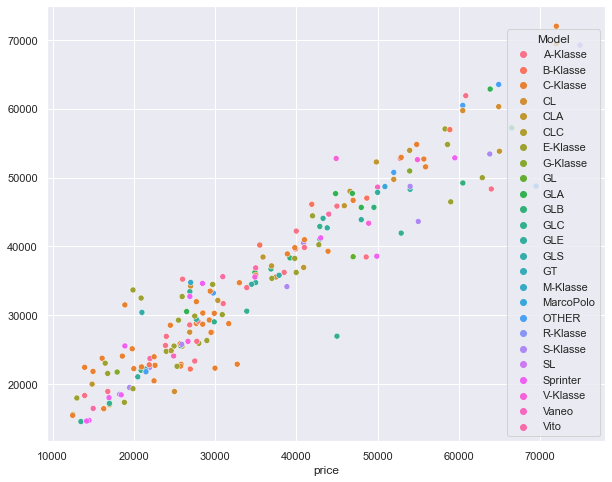 70000
60000
50000
40000
30000
20000
10000 20000 30000 40000 50000 60000 70000
price
Model
A-Klasse
B-Klasse
C-Klasse
CL
CLA
CLC
E-Klasse
G-Klasse
GL
GLA
GLB
GLC
GLE
GLS
GT
M-Klasse
MarcoPolo
OTHER
R-Klasse
S-Klasse
SL
Sprinter
V-Klasse
Vaneo
Vito